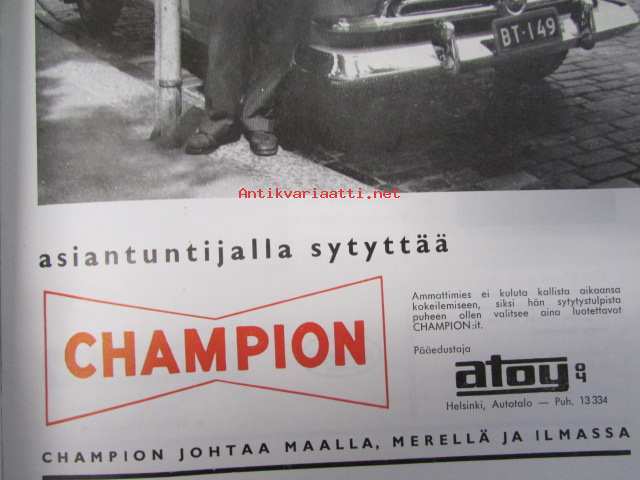 BT-149
Antikvariaatti.net
asiantuntijalla sytyttää
CHAMPION
Ammattimies ei kuluta kallista aikaansa
kokeilemiseen, siksi hän sytytystulpista
puheen ollen valitsee aina luotettavat
CHAMPION:it.
Pääedustaja
atoy oy
Helsinki, Autotalo — Puh. 13 334
CHAMPION JOHTAA MAALLA, MERELLÄ JA ILMASSA